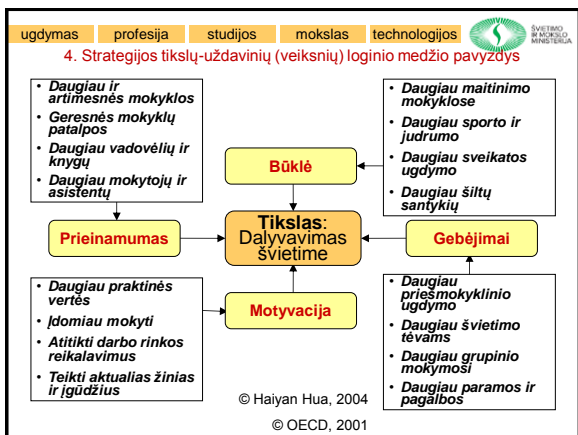 ugdymas profesija studijos mokslas technologijos
ŠVIETIMO
IR MOKSLO
MINISTERIJA
4. Strategijos tikslų-uždavinių (veiksnių) loginio medžio pavyzdys
• Daugiau ir
artimesnės mokyklos
• Geresnės mokyklų
patalpos
• Daugiau vadovėlių ir
knygų
• Daugiau mokytojų ir
asistentų
• Daugiau maitinimo
mokyklose
• Daugiau sporto ir
judrumo
• Daugiau sveikatos
ugdymo
• Daugiau šiltų
santykių
Būklė
Prieinamumas
Tikslas:
Dalyvavimas
švietime
Gebėjimai
• Daugiau praktinės
vertės
• Įdomiau mokyti
• Atitikti darbo rinkos
reikalavimus
• Teikti aktualias žinias
ir įgūdžius
Motyvacija
• Daugiau
priešmokyklinio
ugdymo
• Daugiau švietimo
tėvams
• Daugiau grupinio
mokymosi
• Daugiau paramos ir
pagalbos
© Haiyan Hua, 2004
© OECD, 2001